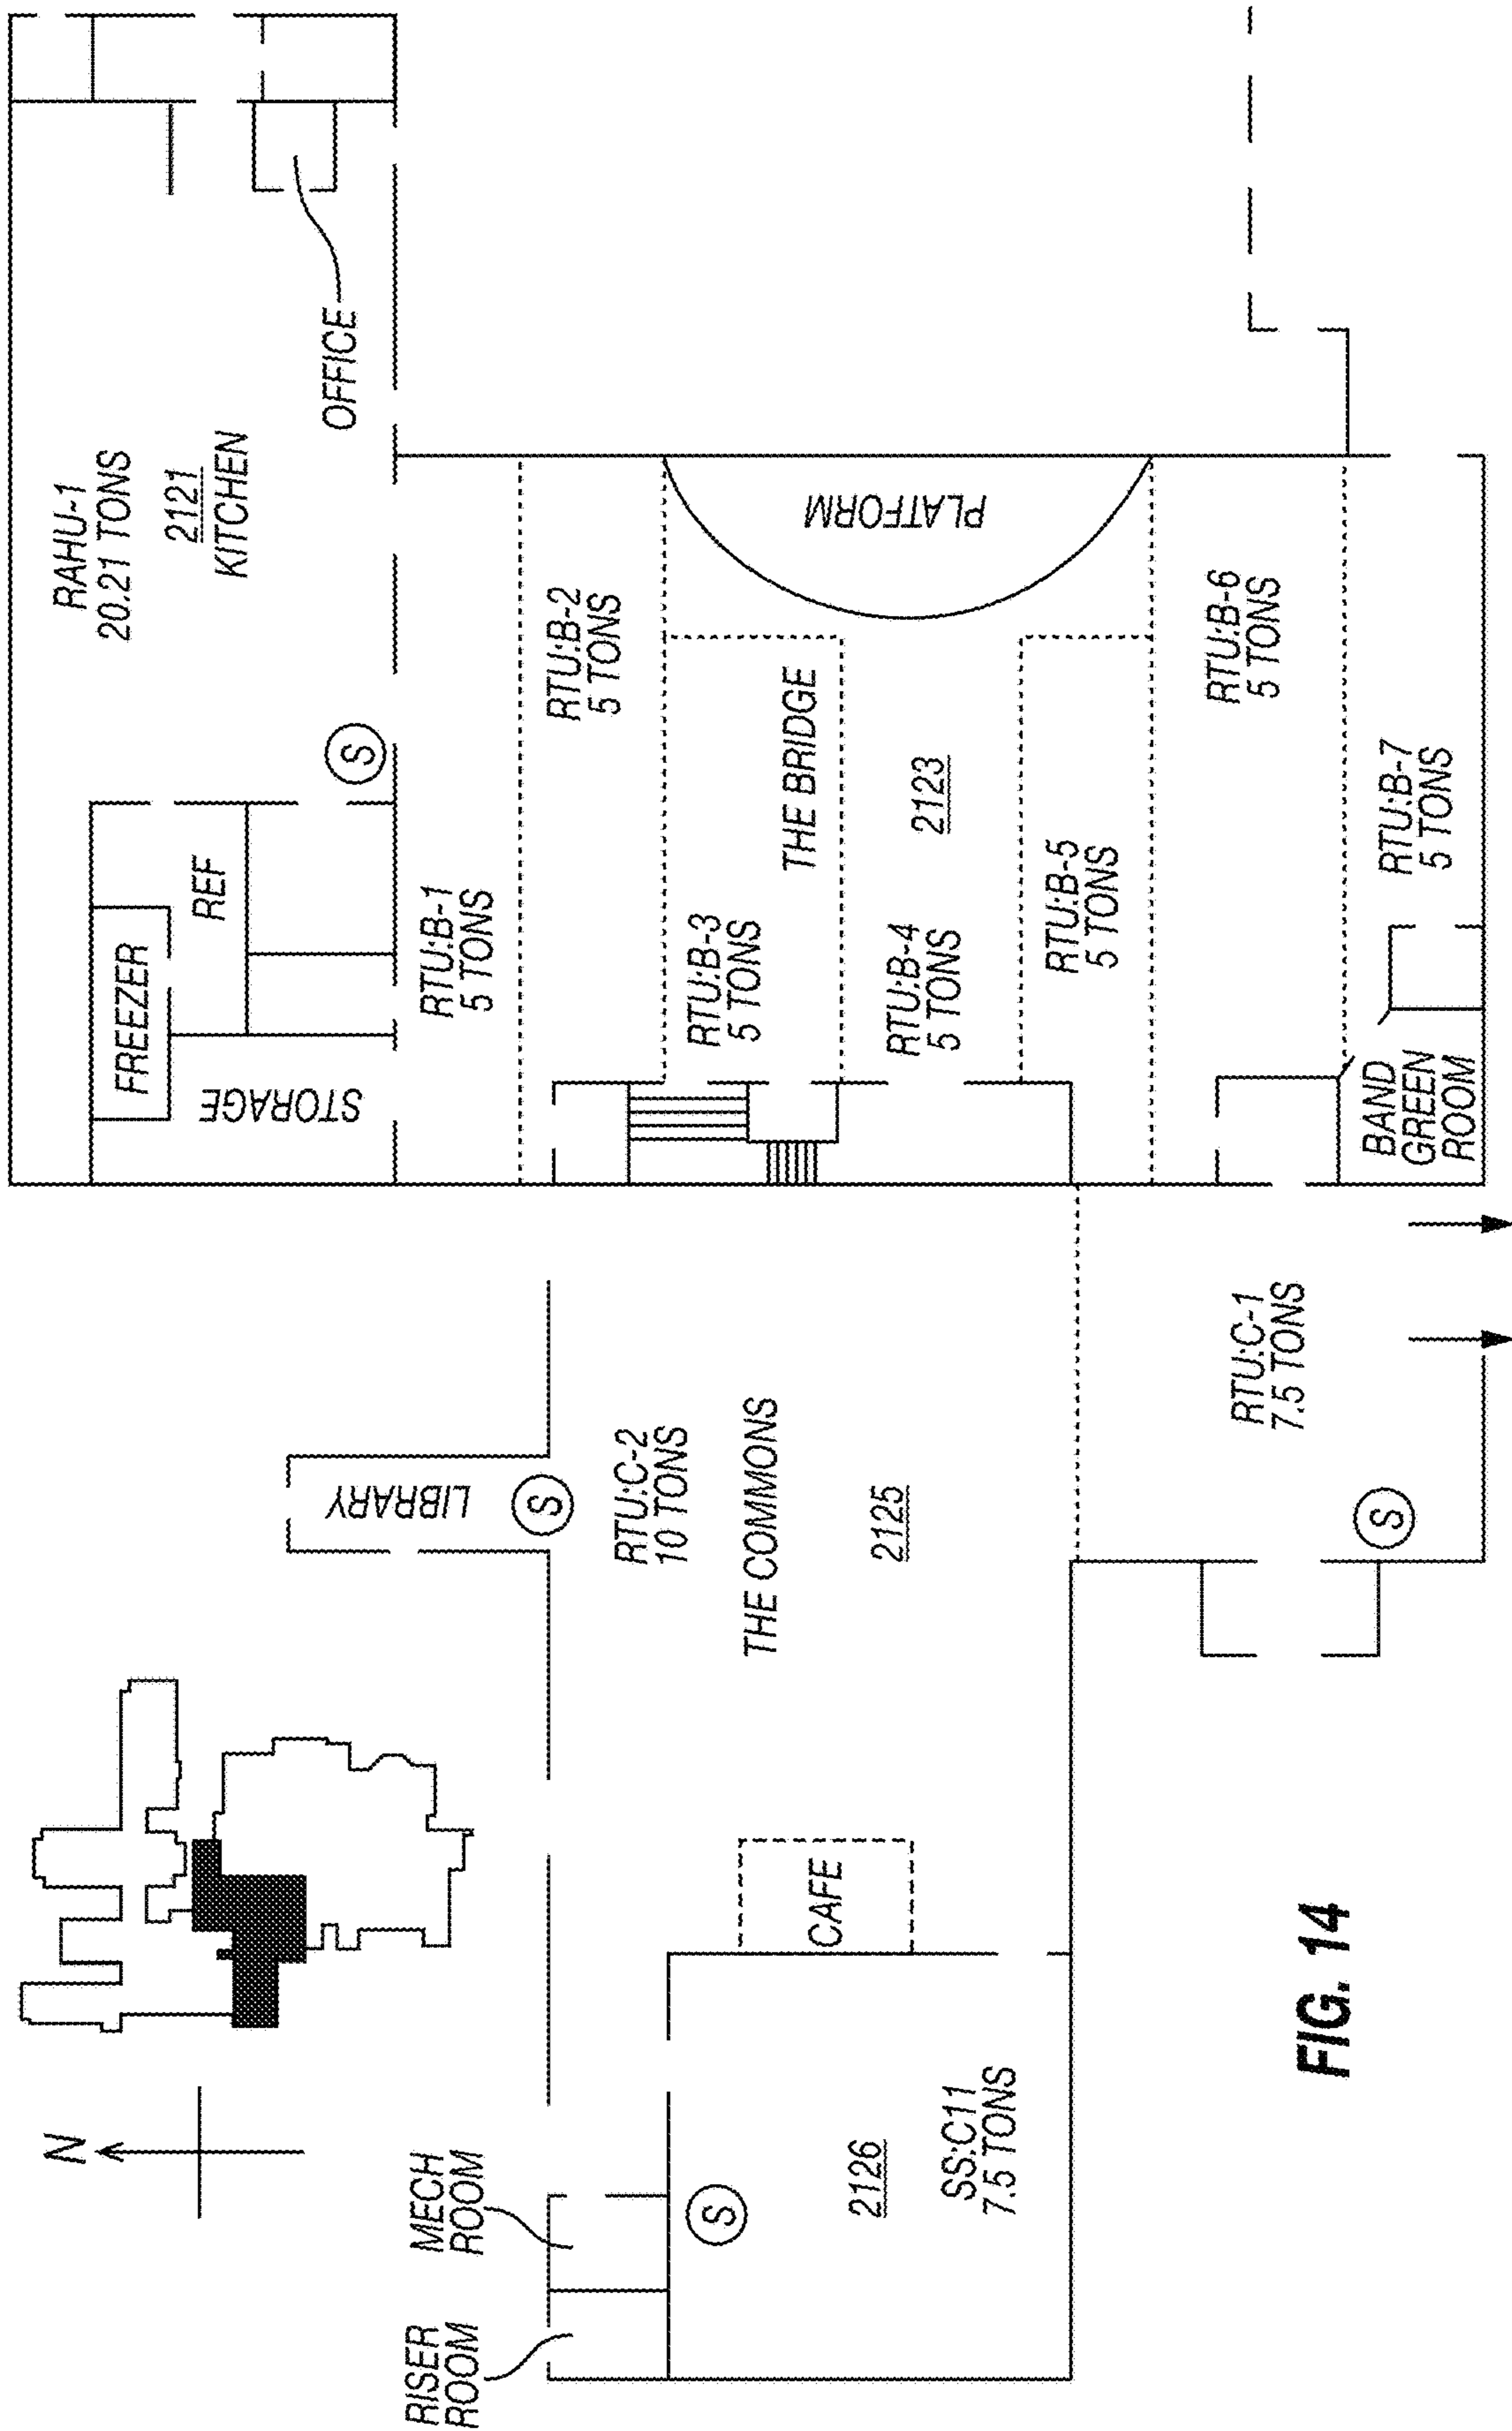 RAHU-1
20.21 TONS
2121
KITCHEN
OFFICE
FREEZER
REF
STORAGE
S
RTU:B-1
5 TONS
RTU:B-2
5 TONS
RTU:B-3
5 TONS
THE BRIDGE
RTU:B-4
5 TONS
2123
RTU:B-5
5 TONS
PLATFORM
RTU:B-6
5 TONS
RTU:B-7
5 TONS
BAND
GREEN
ROOM
LIBRARY
S
RTU:C-2
10 TONS
THE COMMONS
2125
RTU:C-1
7.5 TONS
S
CAFE
N
MECH
ROOM
RISER
ROOM
S
2126
SS:C11
7.5 TONS
FIG. 14